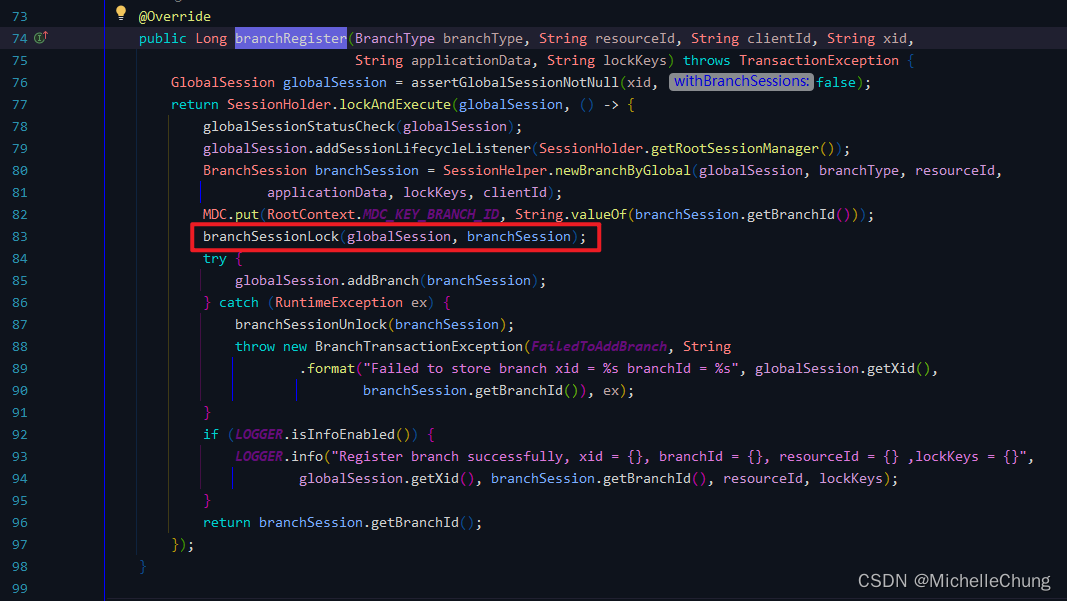 73 @Override
74 public Long branchRegister(BranchType branchType, String resourceId, String clientId, String xid,
75 String applicationData, String lockKeys) throws TransactionException {
76 GlobalSession globalSession = assertGlobalSessionNotNull(xid, withBranchSessions: false);
77 return SessionHolder.lockAndExecute(globalSession, () -> {
78 globalSessionStatusCheck(globalSession);
79 globalSession.addSessionLifecycleListener(SessionHolder.getRootSessionManager());
80 BranchSession branchSession = SessionHelper.newBranchByGlobal(globalSession, branchType, resourceId,
81 applicationData, lockKeys, clientId);
82 MDC.put(RootContext.MDC_KEY_BRANCH_ID, String.valueOf(branchSession.getBranchId()));
83 branchSessionLock(globalSession, branchSession);
84 try {
85 globalSession.addBranch(branchSession);
86 } catch (RuntimeException ex) {
87 branchSessionUnlock(branchSession);
88 throw new BranchTransactionException(FailedToAddBranch, String
89 .format("Failed to store branch xid = %s branchId = %s", globalSession.getXid(),
90 branchSession.getBranchId()), ex);
91 }
92 if (LOGGER.isInfoEnabled()) {
93 LOGGER.info("Register branch successfully, xid = {}, branchId = {}, resourceId = {} ,lockKeys = {}",
94 globalSession.getXid(), branchSession.getBranchId(), resourceId, lockKeys);
95 }
96 return branchSession.getBranchId();
97 });
98 }
99
CSDN @MichelleChung